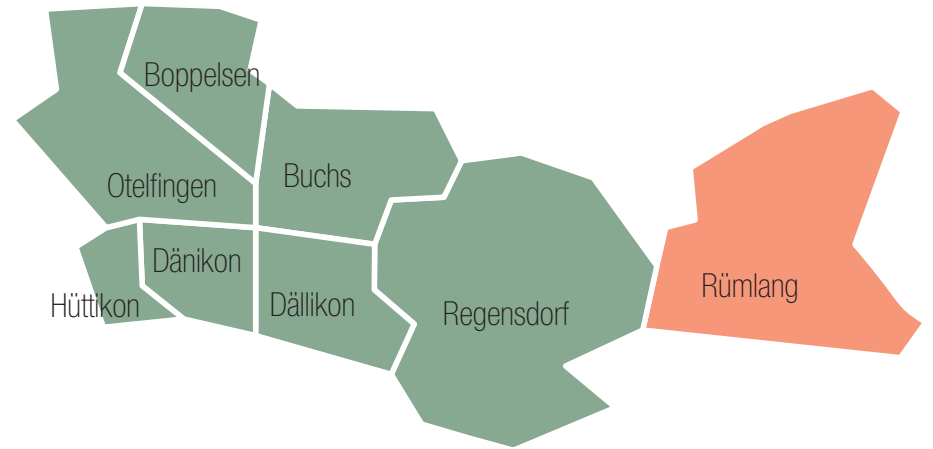 Boppelsen
Otelfingen
Buchs
Dänikon
Hüttikon
Dällikon
Regensdorf
Rümlang